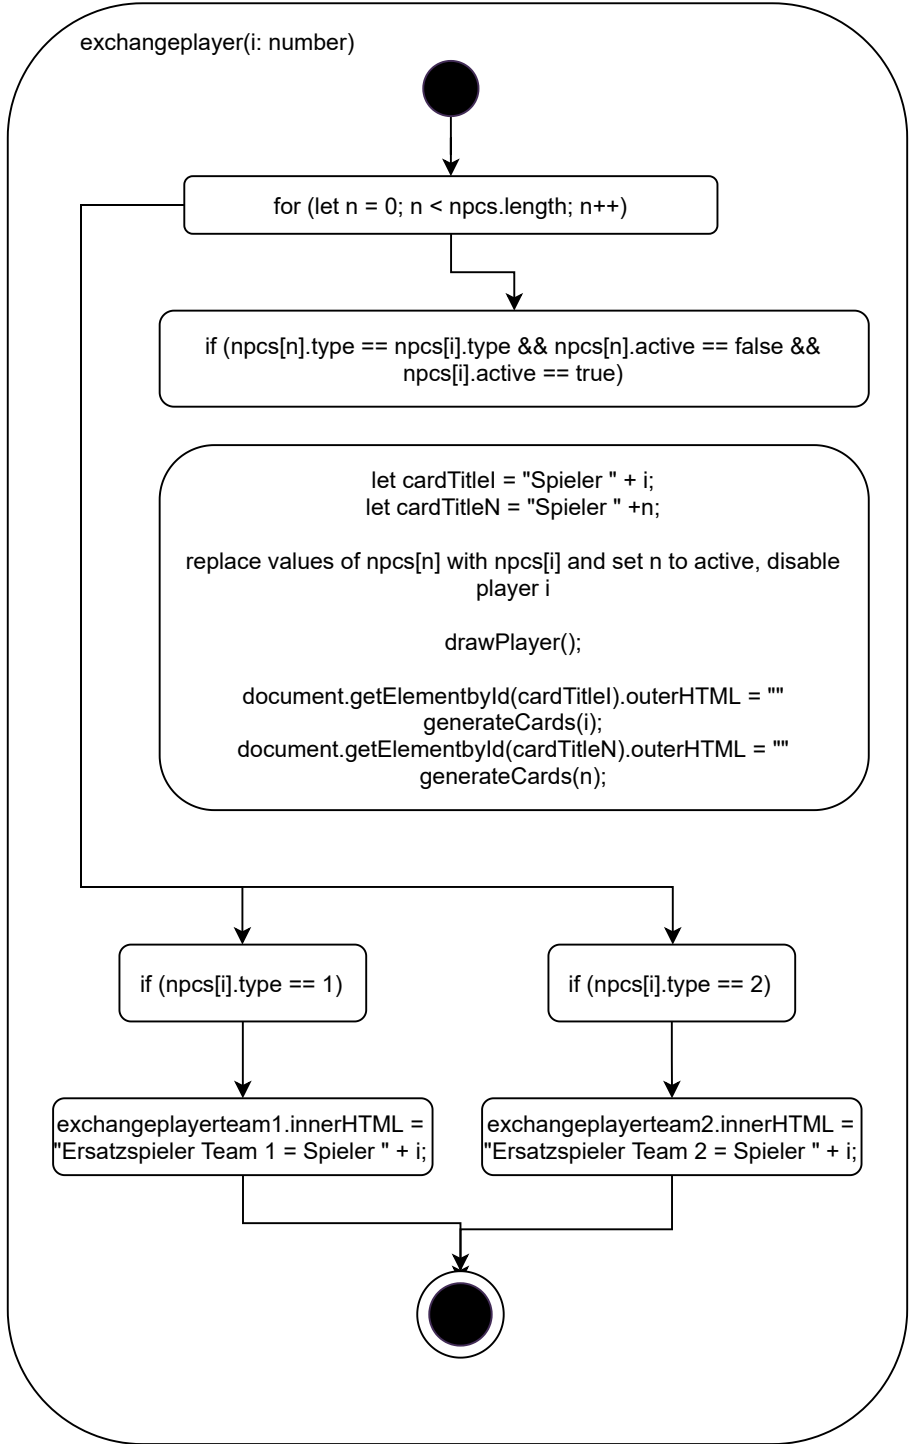 exchangeplayer(i: number)
for (let n = 0; n < npcs.length; n++)
if (npcs[n].type == npcs[i].type && npcs[n].active == false &&
npcs[i].active == true)
let cardTitleI = "Spieler " + i;
let cardTitleN = "Spieler " +n;
replace values of npcs[n] with npcs[i] and set n to active, disable
player i
drawPlayer();
document.getElementbyId(cardTitleI).outerHTML = ""
generateCards(i);
document.getElementbyId(cardTitleN).outerHTML = ""
generateCards(n);
if (npcs[i].type == 1)
if (npcs[i].type == 2)
exchangeplayerteam1.innerHTML =
"Ersatzspieler Team 1 = Spieler " + i;
exchangeplayerteam2.innerHTML =
"Ersatzspieler Team 2 = Spieler " + i;